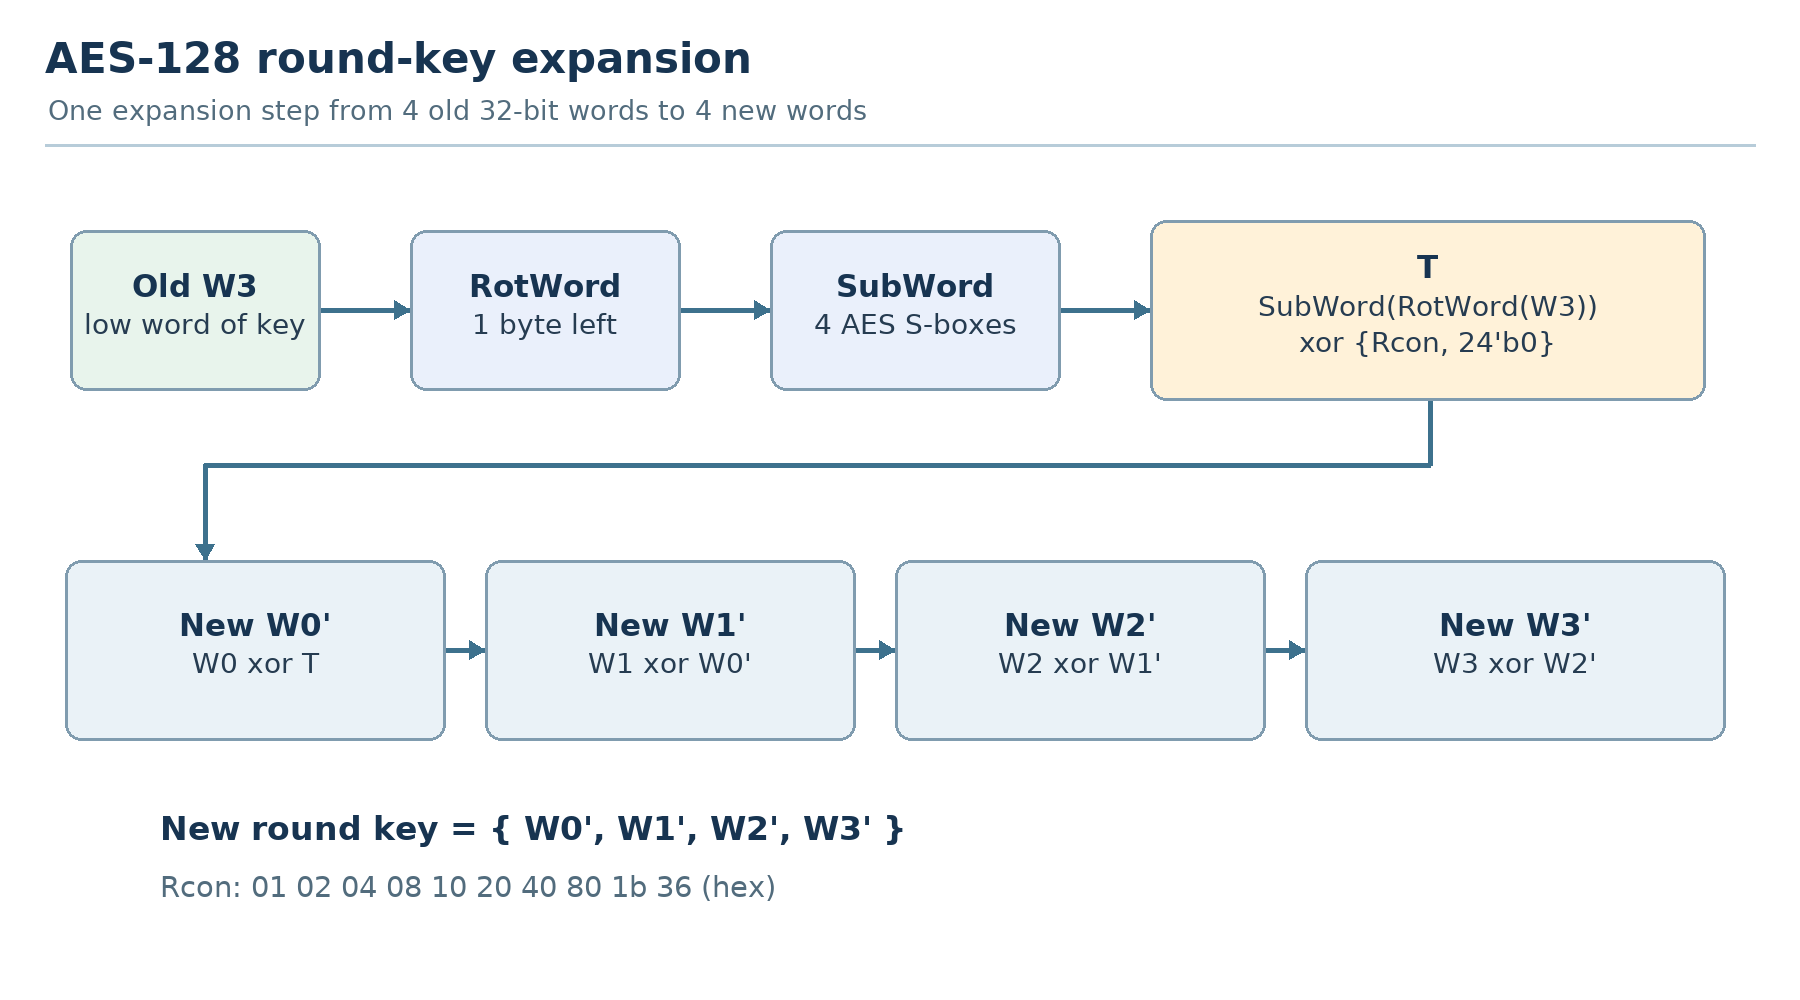 AES-128 round-key expansion
One expansion step from 4 old 32-bit words to 4 new words
Old W3
low word of key
RotWord
1 byte left
SubWord
4 AES S-boxes
T
SubWord(RotWord(W3))
xor {Rcon, 24'b0}
New W0'
W0 xor T
New W1'
W1 xor W0'
New W2'
W2 xor W1'
New W3'
W3 xor W2'
New round key = { W0', W1', W2', W3' }
Rcon: 01 02 04 08 10 20 40 80 1b 36 (hex)